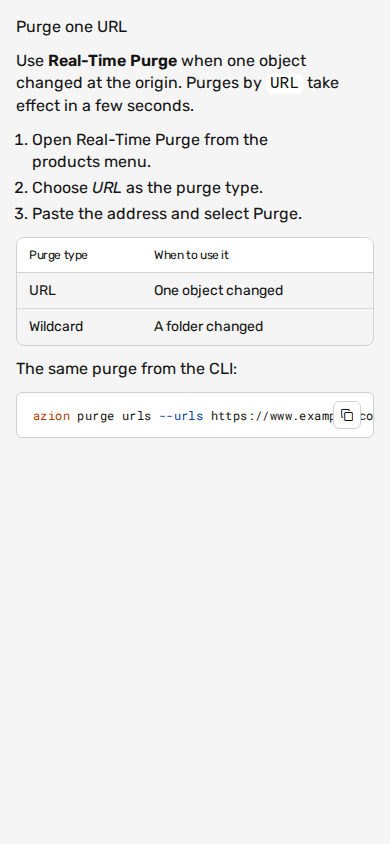 Purge one URL
Use Real-Time Purge when one object
changed at the origin. Purges by URL take
effect in a few seconds.
1. Open Real-Time Purge from the
products menu.
2. Choose URL as the purge type.
3. Paste the address and select Purge.
Purge type When to use it
URL One object changed
Wildcard A folder changed
The same purge from the CLI:
azion purge urls --urls https://www.examp co